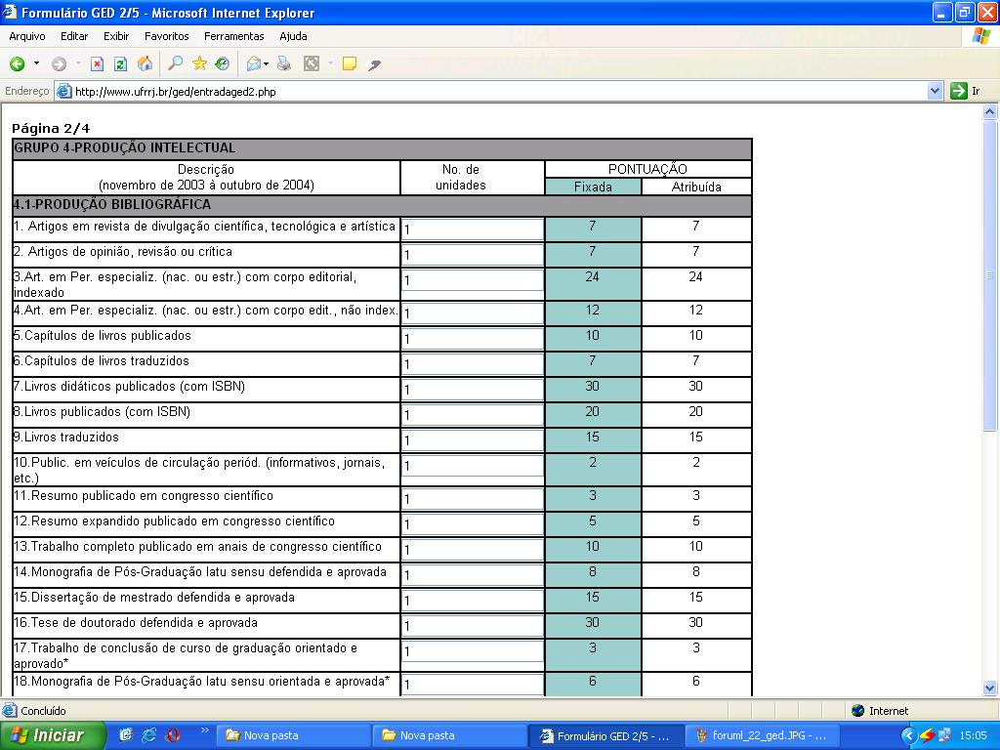 Formulário GED 2/5 - Microsoft Internet Explorer
Arquivo Editar Exibir Favoritos Ferramentas Ajuda
Endereço http://www.ufrrj.br/ged/entradaged2.php Ir
Página 2/4
GRUPO 4-PRODUÇÃO INTELECTUAL
Descrição No. de PONTUAÇÃO
(novembro de 2003 à outubro de 2004) unidades Fixada Atribuída
4.1-PRODUÇÃO BIBLIOGRÁFICA
1. Artigos em revista de divulgação científica, tecnológica e artística 1 7 7
2. Artigos de opinião, revisão ou crítica 1 7 7
3.Art. em Per. especializ. (nac. ou estr.) com corpo editorial, 1 24 24
indexado
4.Art. em Per. especializ. (nac. ou estr.) com corpo edit., não index. 1 12 12
5.Capítulos de livros publicados 1 10 10
6.Capítulos de livros traduzidos 1 7 7
7.Livros didáticos publicados (com ISBN) 1 30 30
8.Livros publicados (com ISBN) 1 20 20
9.Livros traduzidos 1 15 15
10.Public. em veículos de circulação periód. (informativos, jornais, 1 2 2
etc.)
11.Resumo publicado em congresso científico 1 3 3
12.Resumo expandido publicado em congresso científico 1 5 5
13.Trabalho completo publicado em anais de congresso científico 1 10 10
14.Monografia de Pós-Graduação latu sensu defendida e aprovada 1 8 8
15.Dissertação de mestrado defendida e aprovada 1 15 15
16.Tese de doutorado defendida e aprovada 1 30 30
17.Trabalho de conclusão de curso de graduação orientado e 1 3 3
aprovado*
18.Monografia de Pós-Graduação latu sensu orientada e aprovada* 1 6 6
Concluído Internet
Iniciar » Nova pasta Nova pasta Formulário GED 2/5 - ... foruml_22_ged.JPG - ... 15:05